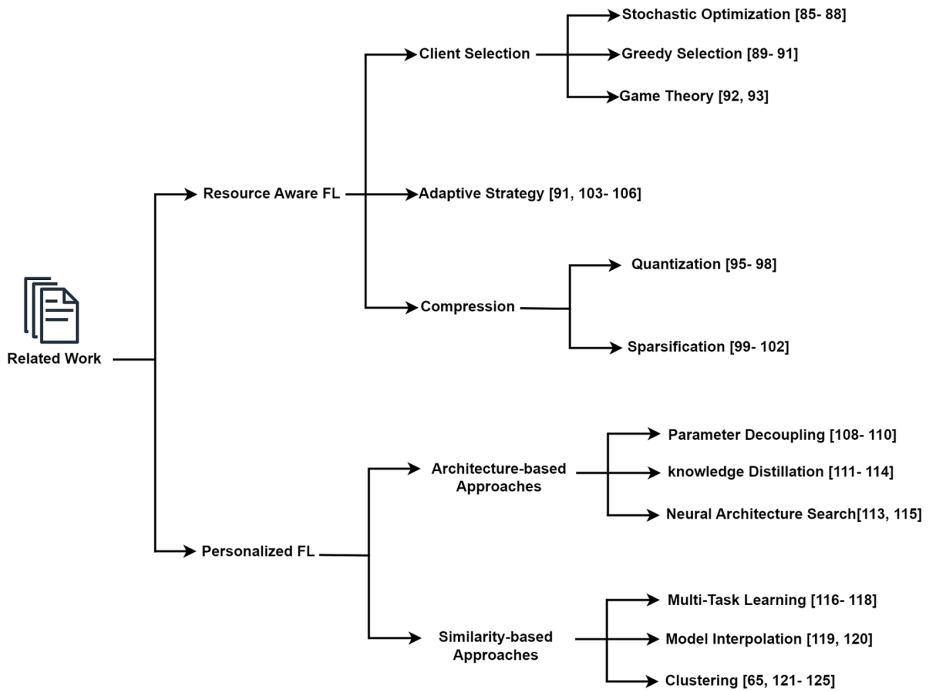 Stochastic Optimization [85- 88]
Client Selection
Greedy Selection [89- 91]
Game Theory [92, 93]
Resource Aware FL
Adaptive Strategy [91, 103- 106]
Quantization [95- 98]
Compression
Sparsification [99- 102]
Related Work
Parameter Decoupling [108- 110]
Architecture-based
Approaches
knowledge Distillation [111- 114]
Neural Architecture Search[113, 115]
Personalized FL
Multi-Task Learning [116- 118]
Similarity-based
Approaches
Model Interpolation [119, 120]
Clustering [65, 121- 125]